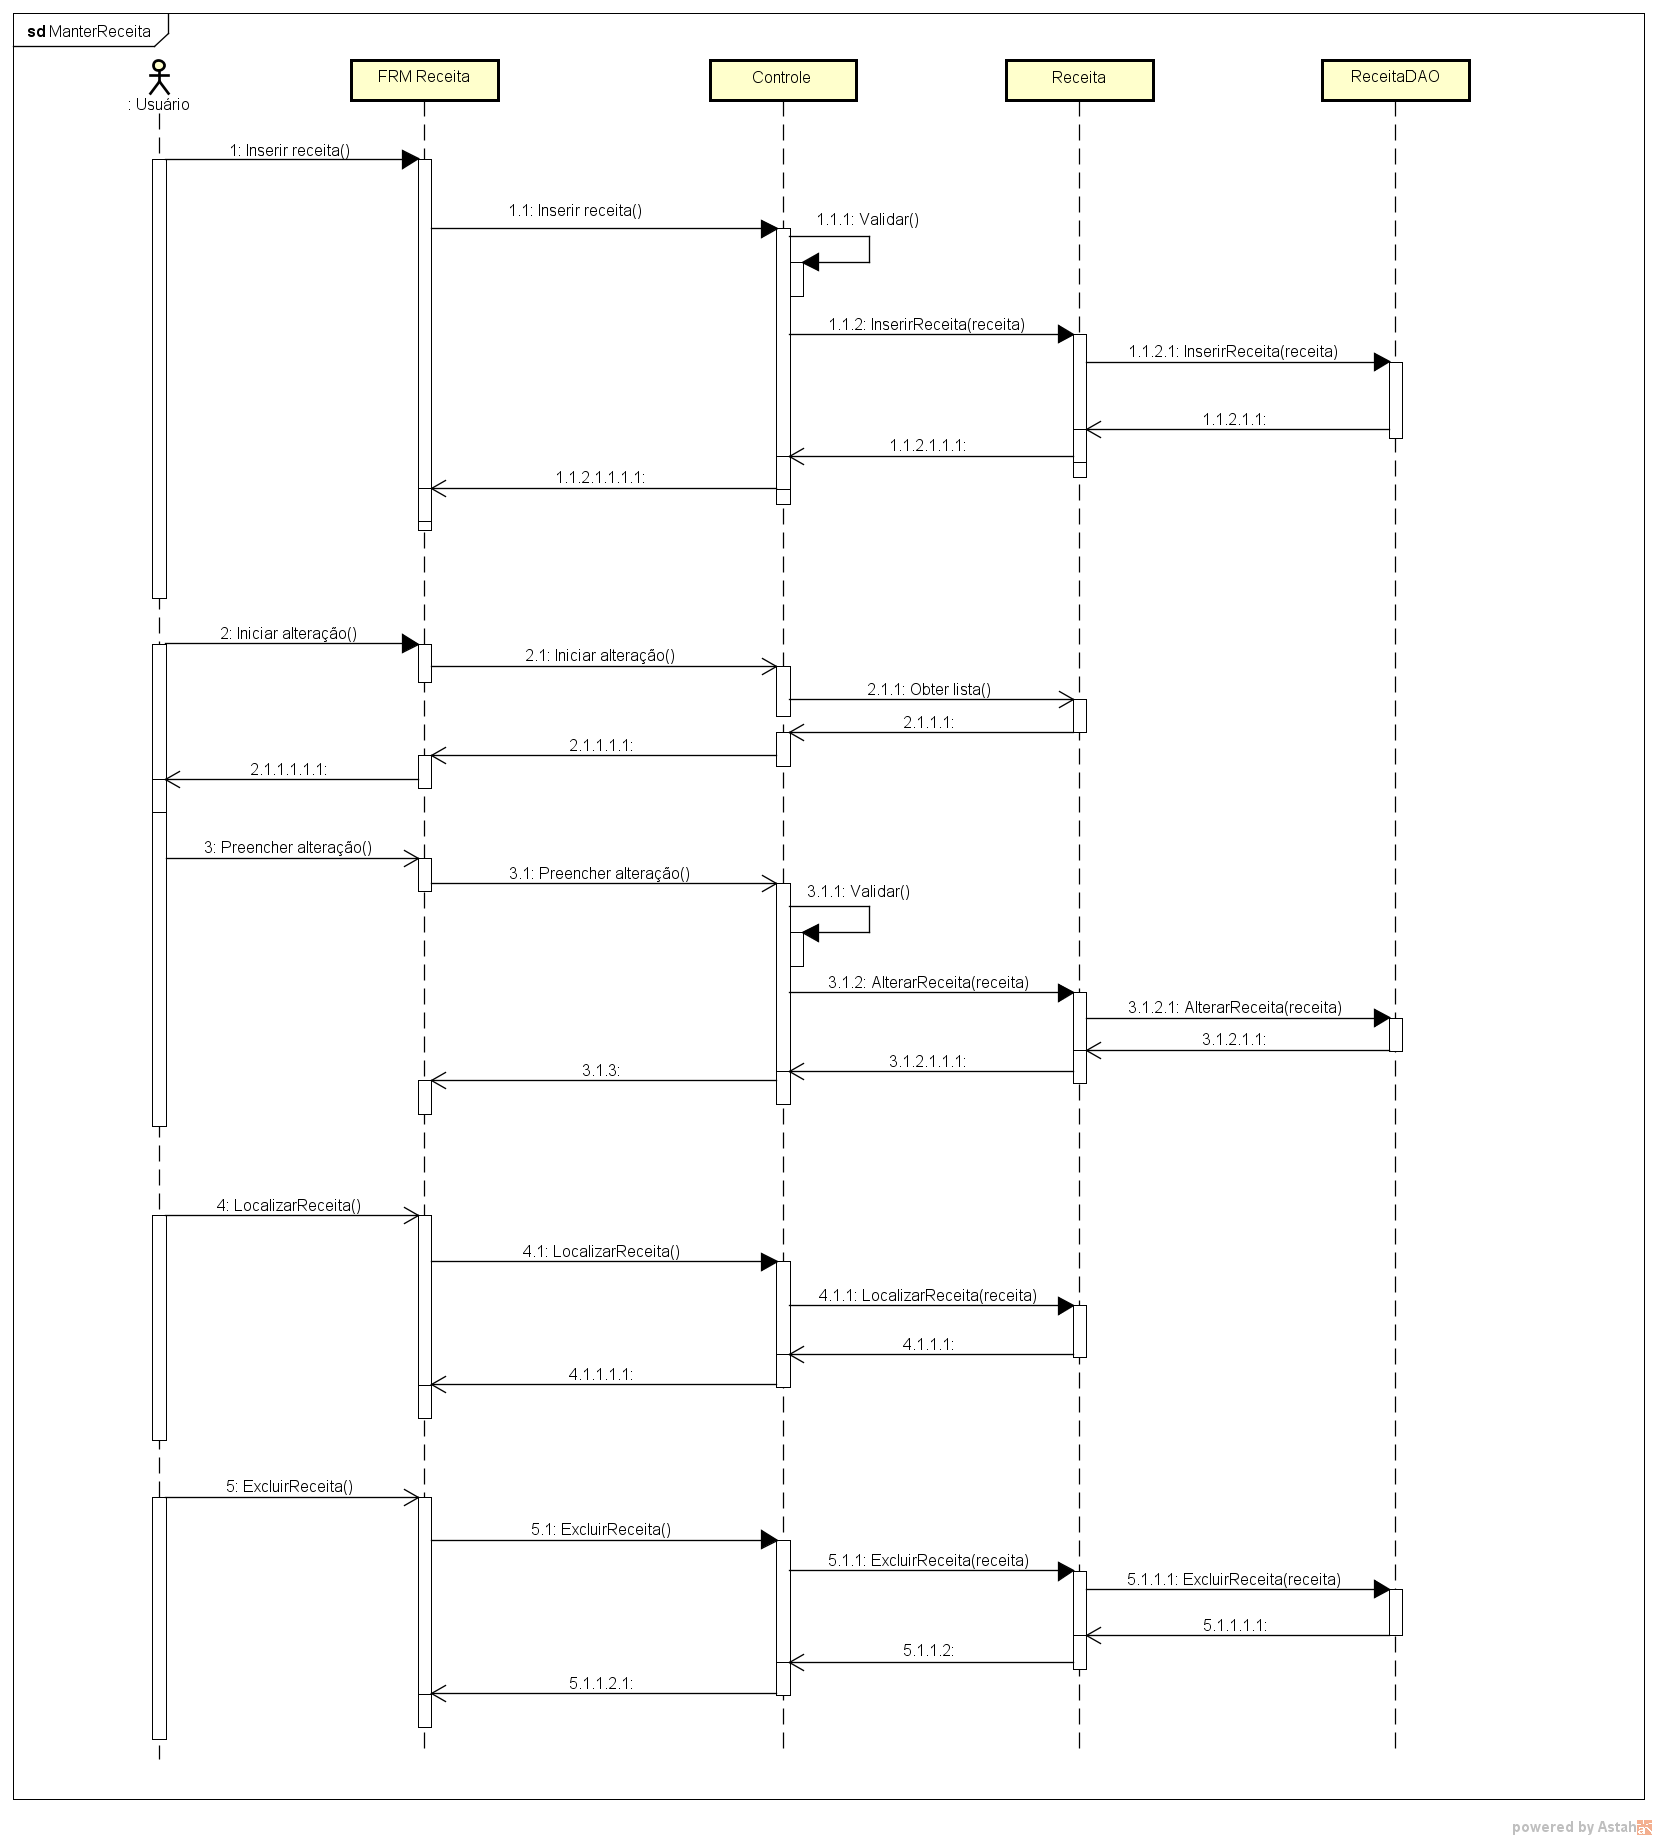 sd ManterReceita
: Usuário
FRM Receita
Controle
Receita
ReceitaDAO
1: Inserir receita()
1.1: Inserir receita()
1.1.1: Validar()
1.1.2: InserirReceita(receita)
1.1.2.1: InserirReceita(receita)
1.1.2.1.1:
1.1.2.1.1.1:
1.1.2.1.1.1.1:
2: Iniciar alteração()
2.1: Iniciar alteração()
2.1.1: Obter lista()
2.1.1.1:
2.1.1.1.1:
2.1.1.1.1.1:
3: Preencher alteração()
3.1: Preencher alteração()
3.1.1: Validar()
3.1.2: AlterarReceita(receita)
3.1.2.1: AlterarReceita(receita)
3.1.2.1.1:
3.1.2.1.1.1:
3.1.3:
4: LocalizarReceita()
4.1: LocalizarReceita()
4.1.1: LocalizarReceita(receita)
4.1.1.1:
4.1.1.1.1:
5: ExcluirReceita()
5.1: ExcluirReceita()
5.1.1: ExcluirReceita(receita)
5.1.1.1: ExcluirReceita(receita)
5.1.1.1.1:
5.1.1.2:
5.1.1.2.1:
powered by Astah